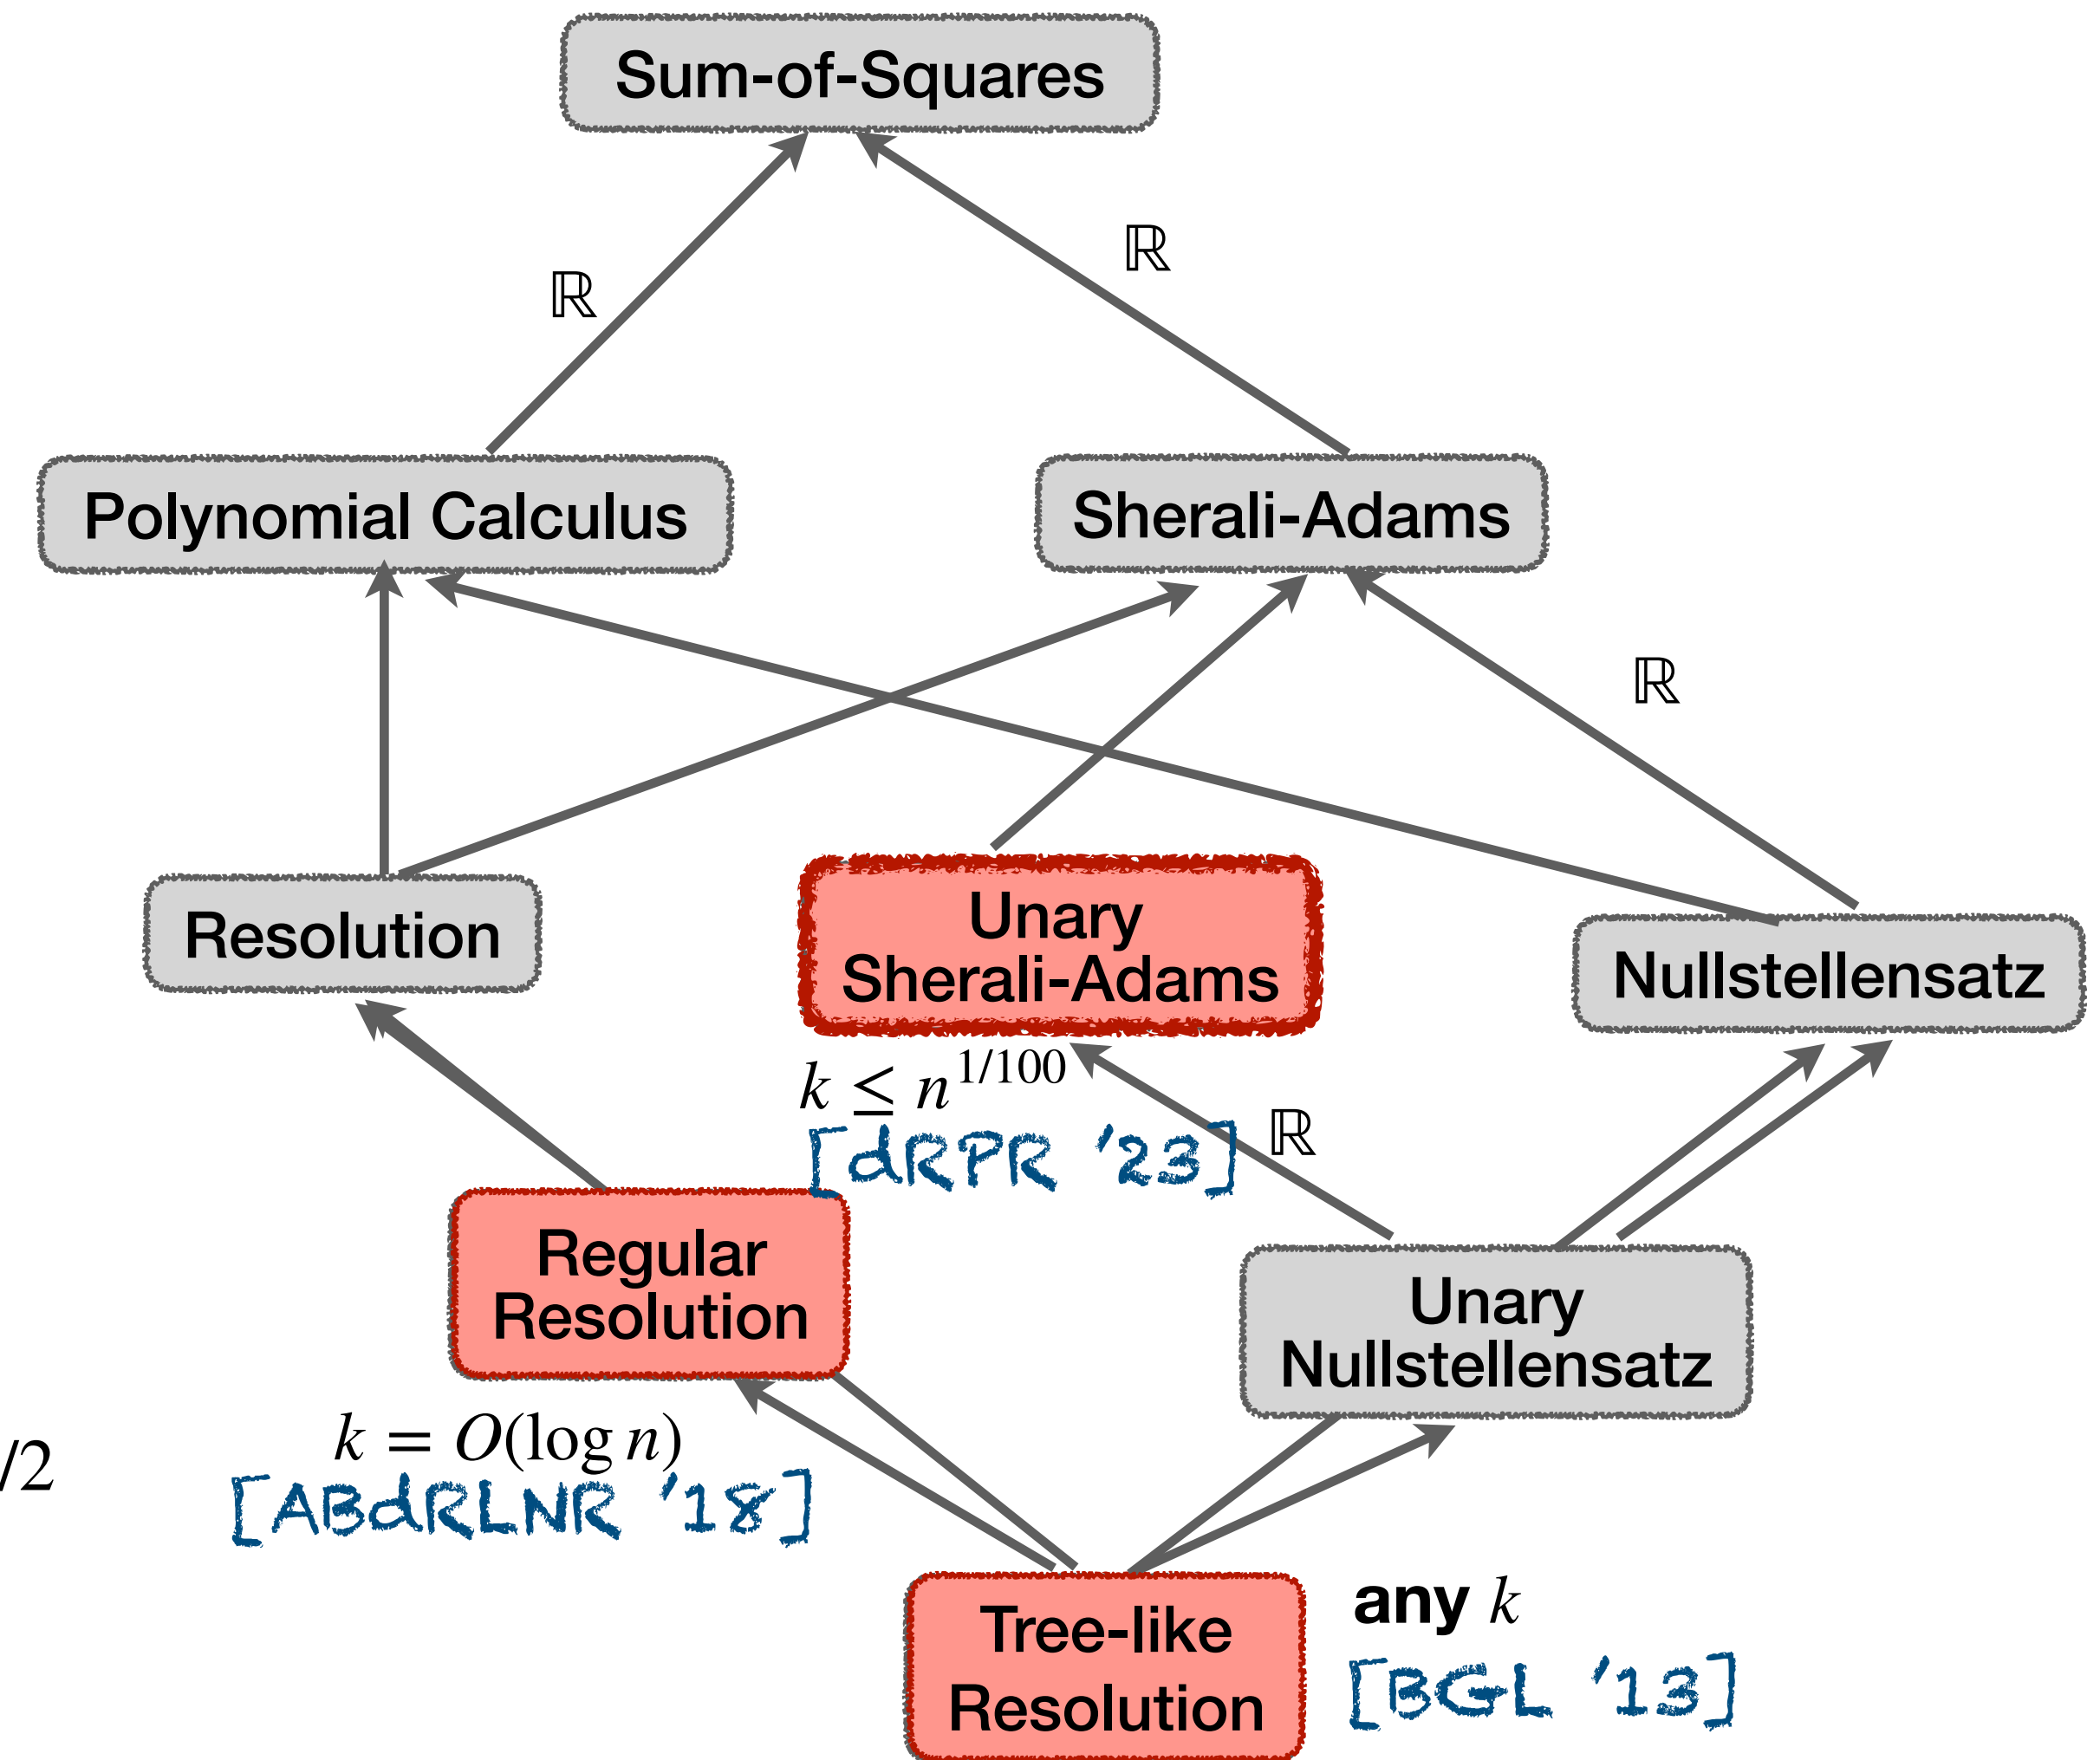 Sum-of-Squares
ℝ
ℝ
Polynomial Calculus
Sherali-Adams
ℝ
Resolution
Unary
Sherali-Adams
Nullstellensatz
k ≤ n^{1/100}
[dRPR '23]
ℝ
Regular
Resolution
Unary
Nullstellensatz
k = O(log n)
/2
[ABdRLNR '18]
Tree-like
Resolution
any k
[BGL '13]